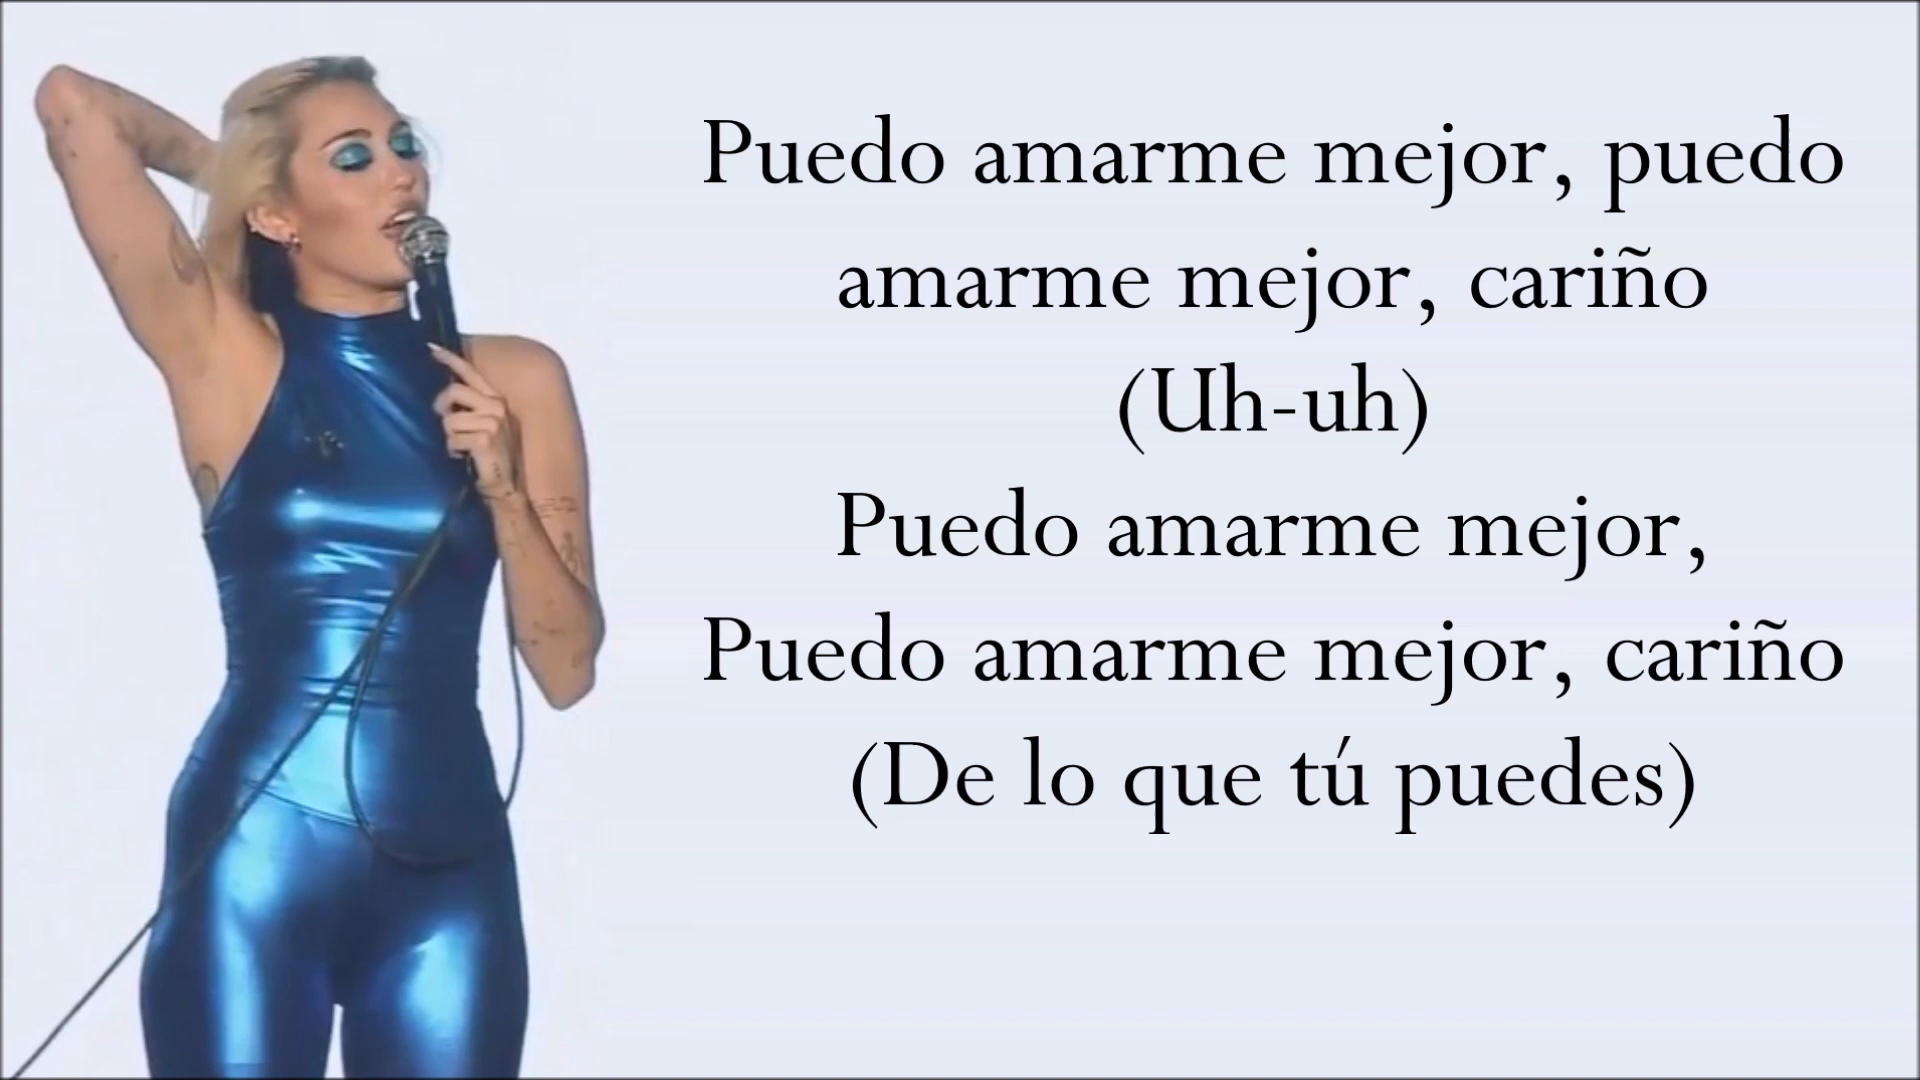 Puedo amarme mejor, puedo
amarme mejor, cariño
(Uh-uh)
Puedo amarme mejor,
Puedo amarme mejor, cariño
(De lo que tú puedes)